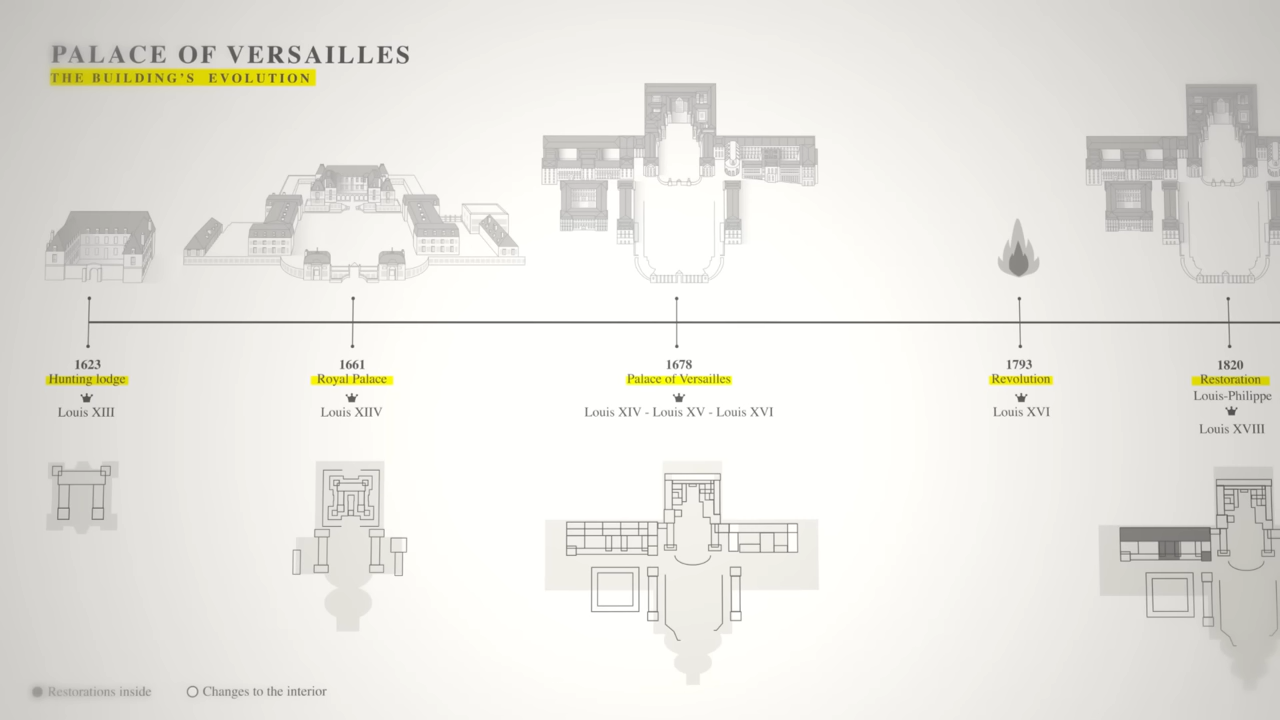 PALACE OF VERSAILLES
THE BUILDING'S EVOLUTION
1623
Hunting lodge
Louis XIII
1661
Royal Palace
Louis XIIV
1678
Palace of Versailles
Louis XIV - Louis XV - Louis XVI
1793
Revolution
Louis XVI
1820
Restoration
Louis-Philippe
Louis XVIII
Restorations inside
Changes to the interior